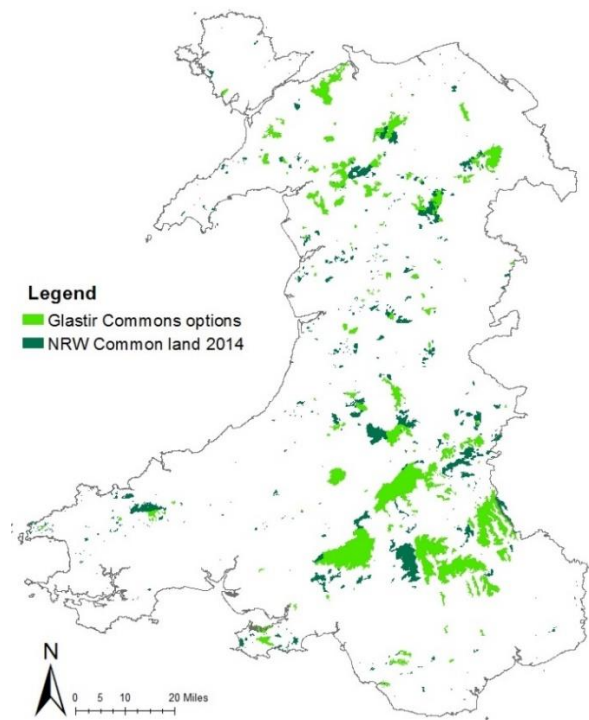 Legend
Glastir Commons options
NRW Common land 2014
N
0 5 10 20 Miles